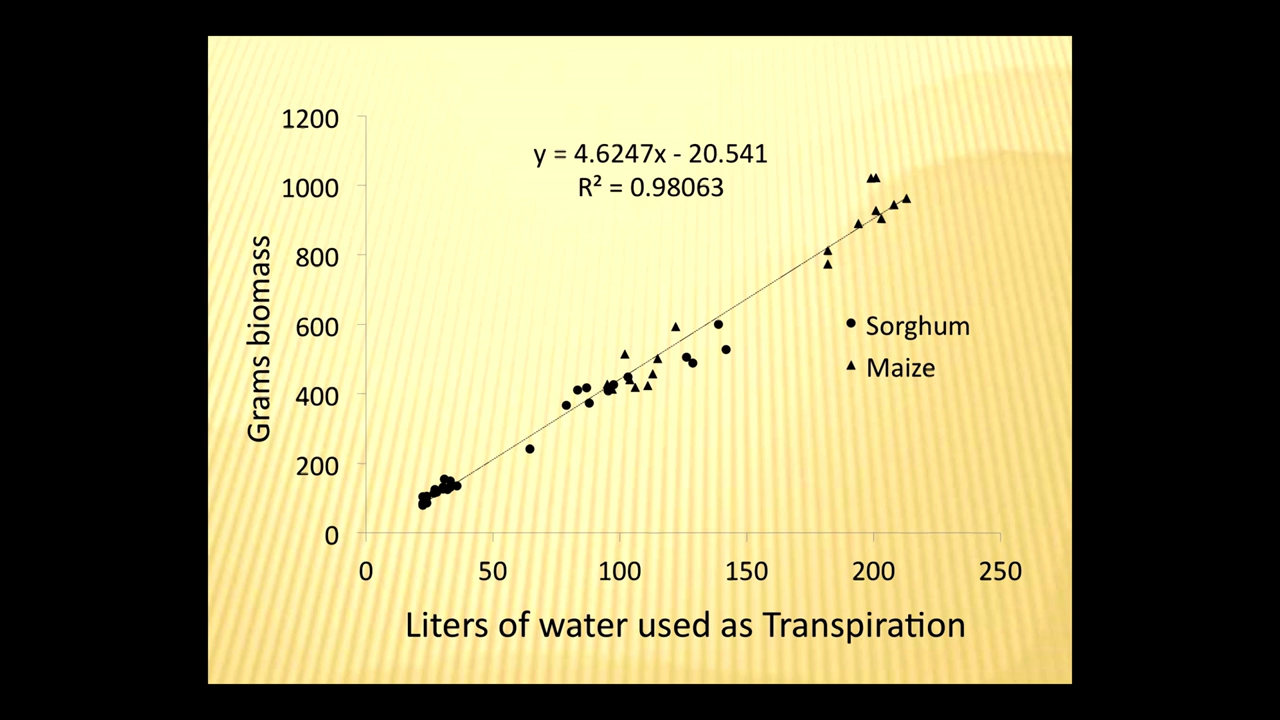 1200
1000
800
600
400
200
0
y = 4.6247x - 20.541
R² = 0.98063
Grams biomass
Sorghum
Maize
0 50 100 150 200 250
Liters of water used as Transpiration